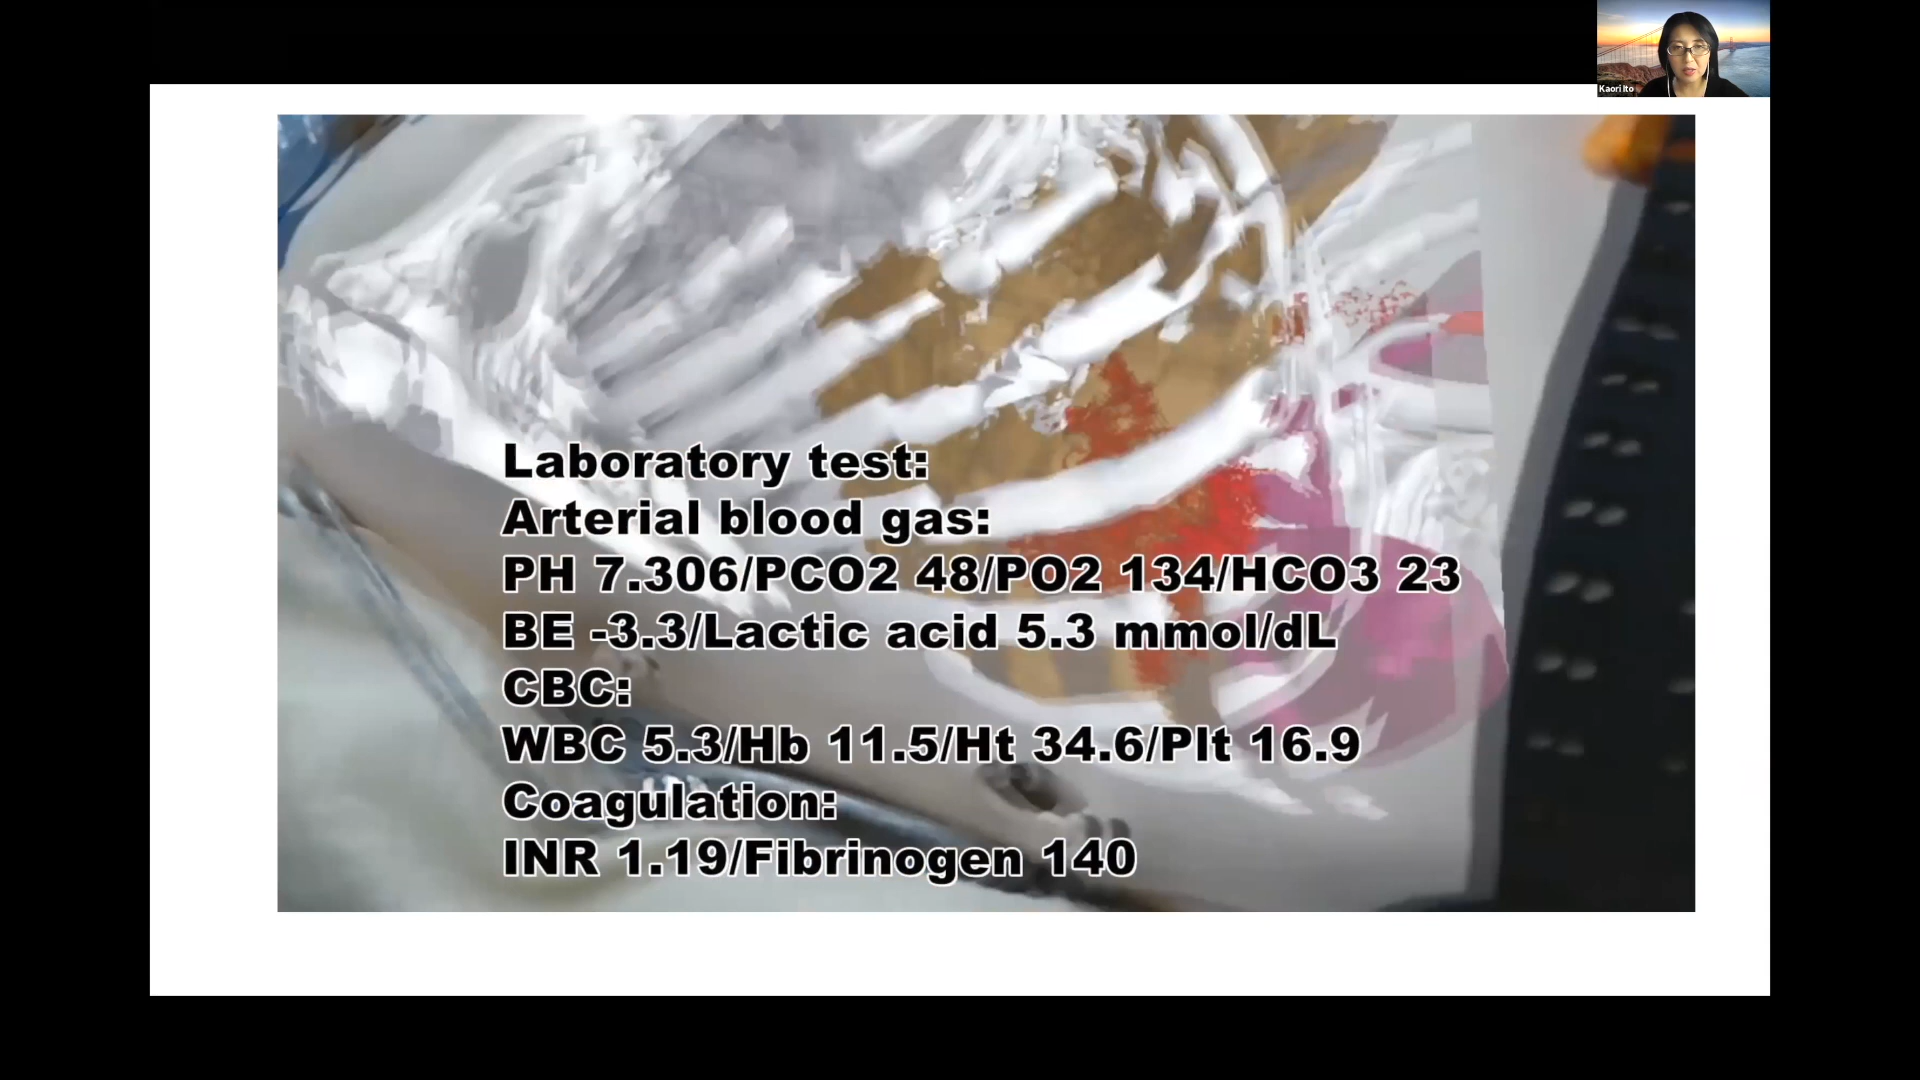 Kaori Ito
Laboratory test:
Arterial blood gas:
PH 7.306/PCO2 48/PO2 134/HCO3 23
BE -3.3/Lactic acid 5.3 mmol/dL
CBC:
WBC 5.3/Hb 11.5/Ht 34.6/Plt 16.9
Coagulation:
INR 1.19/Fibrinogen 140